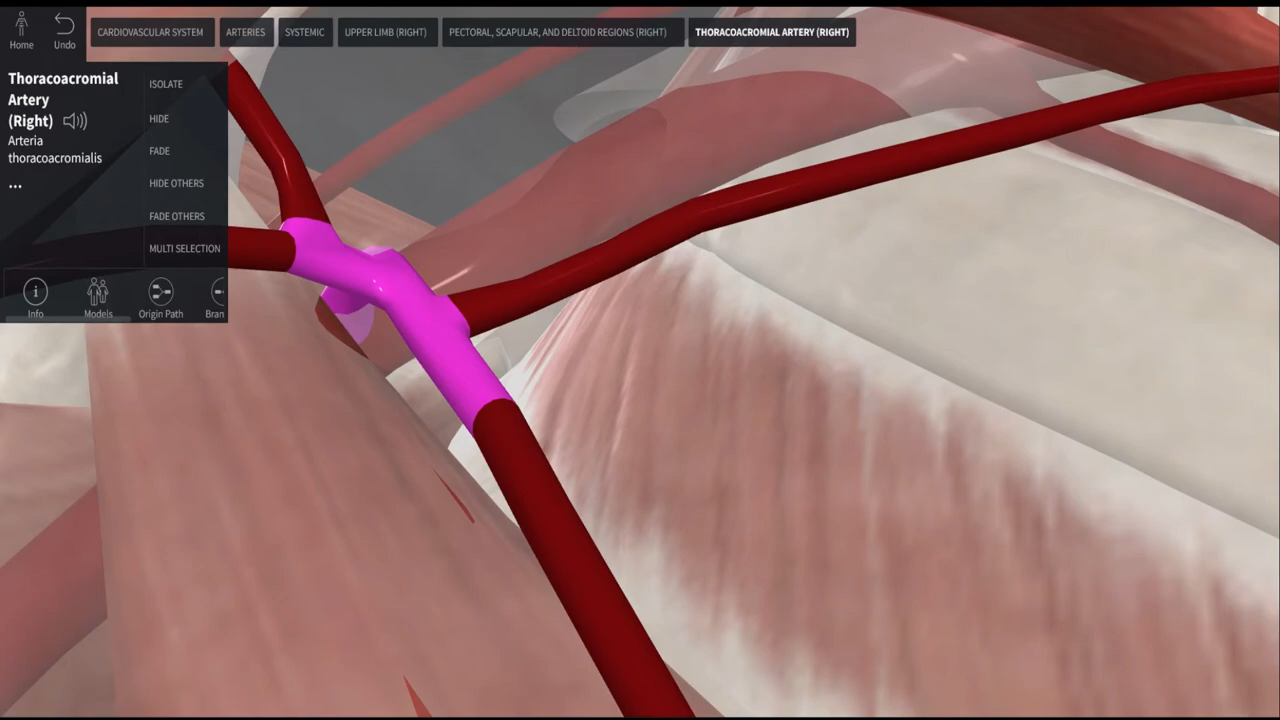 CARDIOVASCULAR SYSTEM
ARTERIES
SYSTEMIC
UPPER LIMB (RIGHT)
PECTORAL, SCAPULAR, AND DELTOID REGIONS (RIGHT)
THORACOACROMIAL ARTERY (RIGHT)
Home
Undo
Thoracoacromial
Artery
(Right)
Arteria
thoracoacromialis
...
ISOLATE
HIDE
FADE
HIDE OTHERS
FADE OTHERS
MULTI SELECTION
Info
Models
Origin Path
Bran